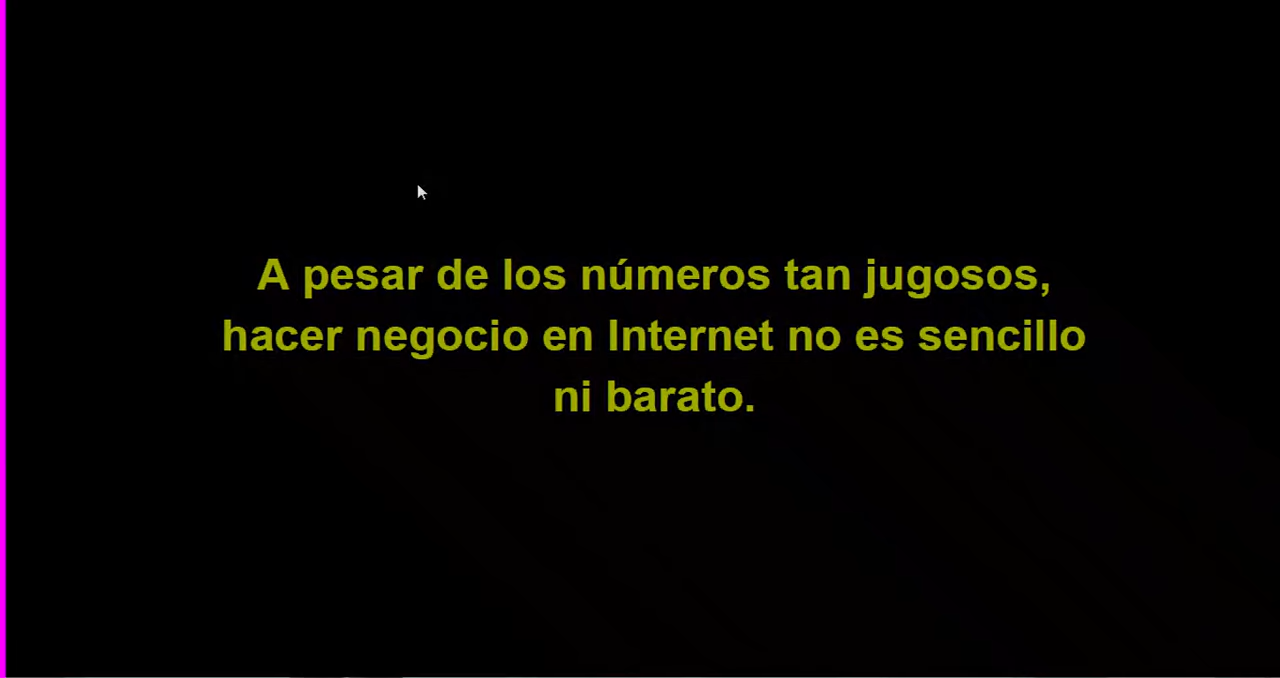 A pesar de los números tan jugosos,
hacer negocio en Internet no es sencillo
ni barato.